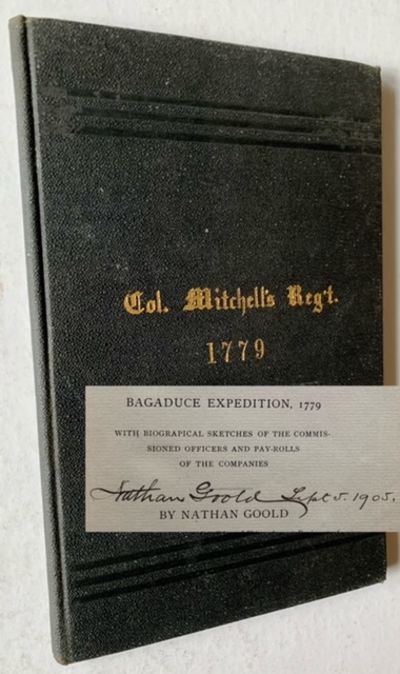 Col. Mitchell's Reg't.
1779
BAGADUCE EXPEDITION, 1779
WITH BIOGRAPICAL SKETCHES OF THE COMMIS-
SIONED OFFICERS AND PAY-ROLLS
OF THE COMPANIES
Nathan Goold Sept 5. 1905.
BY NATHAN GOOLD